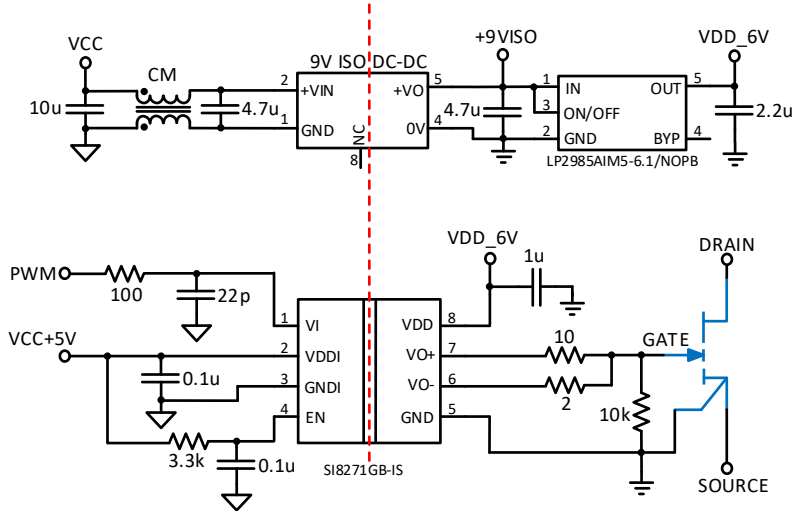 +9VISO
VDD_6V
VCC
CM
9V ISO DC-DC
10u
4.7u
2
+VIN
1
GND
NC
8
+VO
5
0V
4
4.7u
1
IN
3
ON/OFF
2
GND
OUT
5
BYP
4
2.2u
LP2985AIM5-6.1/NOPB
VDD_6V
1u
DRAIN
PWM
100
22p
VCC+5V
0.1u
3.3k
0.1u
1
VI
2
VDDI
3
GNDI
4
EN
VDD
8
VO+
7
VO-
6
GND
5
SI8271GB-IS
10
2
GATE
10k
SOURCE